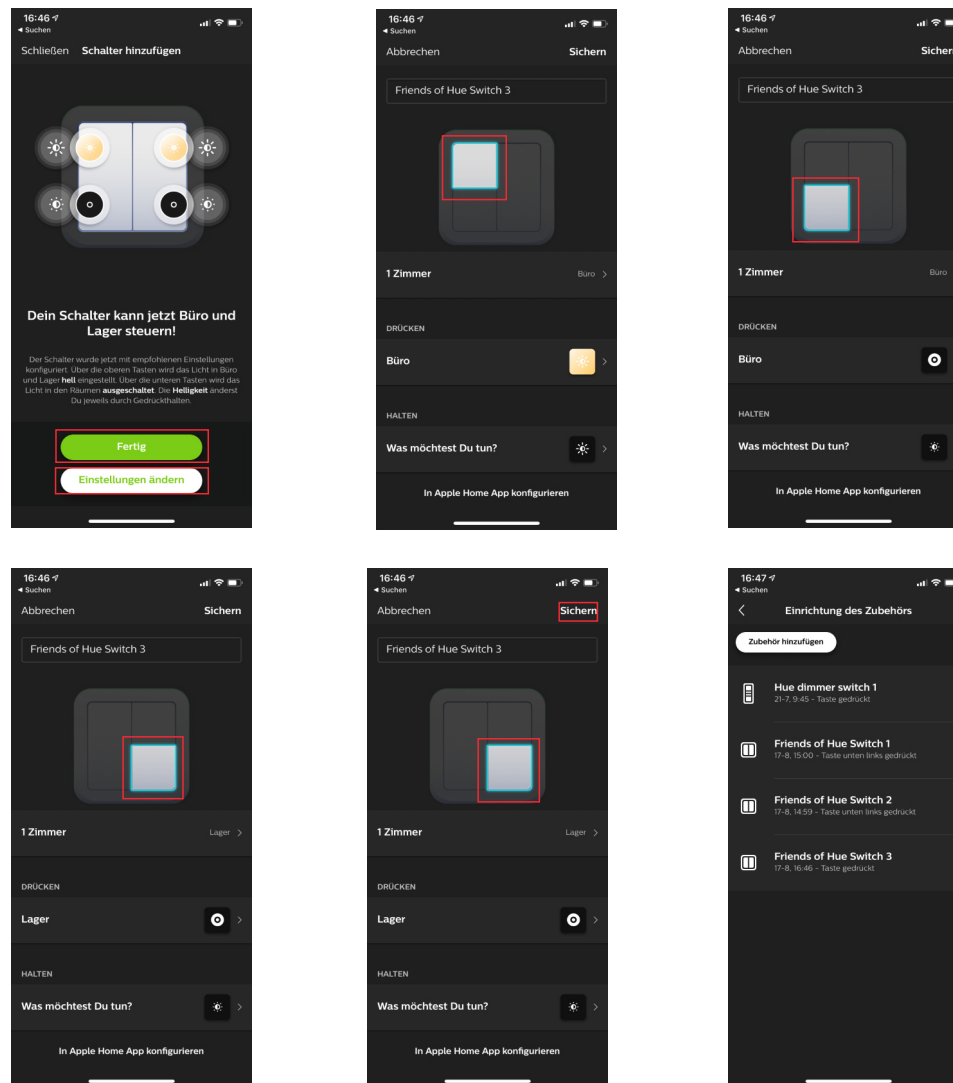 16:46
◀ Suchen
Schließen Schalter hinzufügen
Dein Schalter kann jetzt Büro und
Lager steuern!
Der Schalter wurde jetzt mit empfohlenen Einstellungen
konfiguriert. Über die oberen Tasten wird das Licht in Büro
und Lager hell eingestellt. Über die unteren Tasten wird das
Licht in den Räumen ausgeschaltet. Die Helligkeit änderst
Du jeweils durch Gedrückthalten.
Fertig
Einstellungen ändern
16:46
◀ Suchen
Abbrechen Sichern
Friends of Hue Switch 3
1 Zimmer Büro >
DRÜCKEN
Büro >
HALTEN
Was möchtest Du tun? >
In Apple Home App konfigurieren
16:46
◀ Suchen
Abbrechen Sichern
Friends of Hue Switch 3
1 Zimmer Büro
DRÜCKEN
Büro
HALTEN
Was möchtest Du tun?
In Apple Home App konfigurieren
16:46
◀ Suchen
Abbrechen Sichern
Friends of Hue Switch 3
1 Zimmer Lager >
DRÜCKEN
Lager >
HALTEN
Was möchtest Du tun? >
In Apple Home App konfigurieren
16:46
◀ Suchen
Abbrechen Sichern
Friends of Hue Switch 3
1 Zimmer Lager >
DRÜCKEN
Lager >
HALTEN
Was möchtest Du tun? >
In Apple Home App konfigurieren
16:47
◀ Suchen
< Einrichtung des Zubehörs
Zubehör hinzufügen
Hue dimmer switch 1
21-7, 9:45 – Taste gedrückt
Friends of Hue Switch 1
17-8, 15:00 – Taste unten links gedrückt
Friends of Hue Switch 2
17-8, 14:59 – Taste unten links gedrückt
Friends of Hue Switch 3
17-8, 16:46 – Taste gedrückt